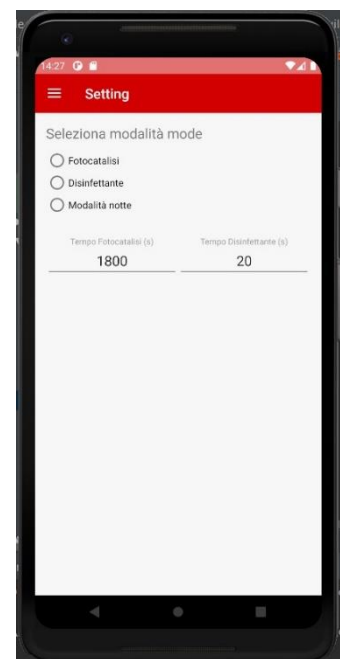 14:27
Setting
Seleziona modalità mode
Fotocatalisi
Disinfettante
Modalità notte
Tempo Fotocatalisi (s) Tempo Disinfettante (s)
1800 20